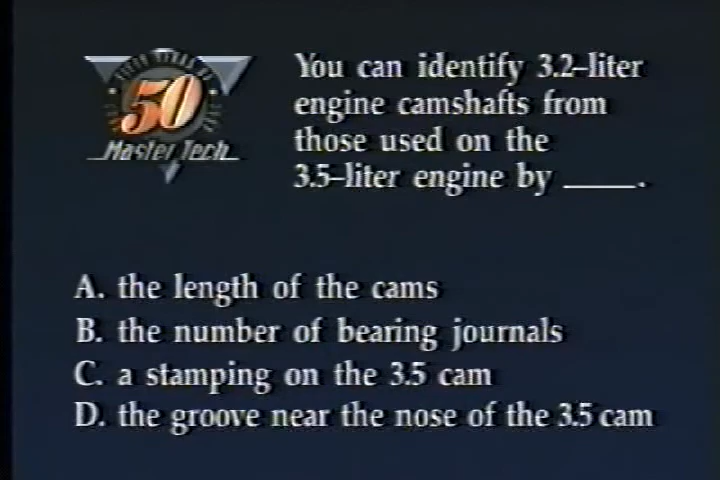 50
Master Tech
You can identify 3.2–liter
engine camshafts from
those used on the
3.5–liter engine by _____.
A. the length of the cams
B. the number of bearing journals
C. a stamping on the 3.5 cam
D. the groove near the nose of the 3.5 cam